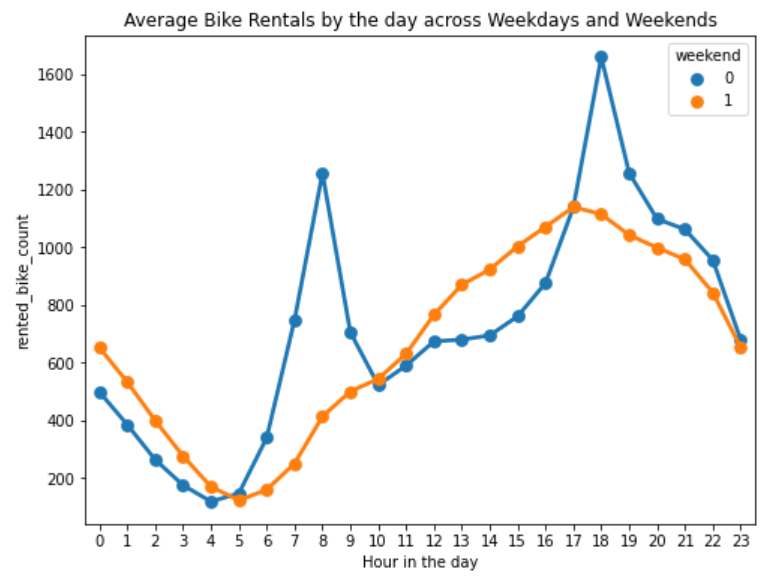 Average Bike Rentals by the day across Weekdays and Weekends
weekend
0
1
rented_bike_count
1600
1400
1200
1000
800
600
400
200
0 1 2 3 4 5 6 7 8 9 10 11 12 13 14 15 16 17 18 19 20 21 22 23
Hour in the day